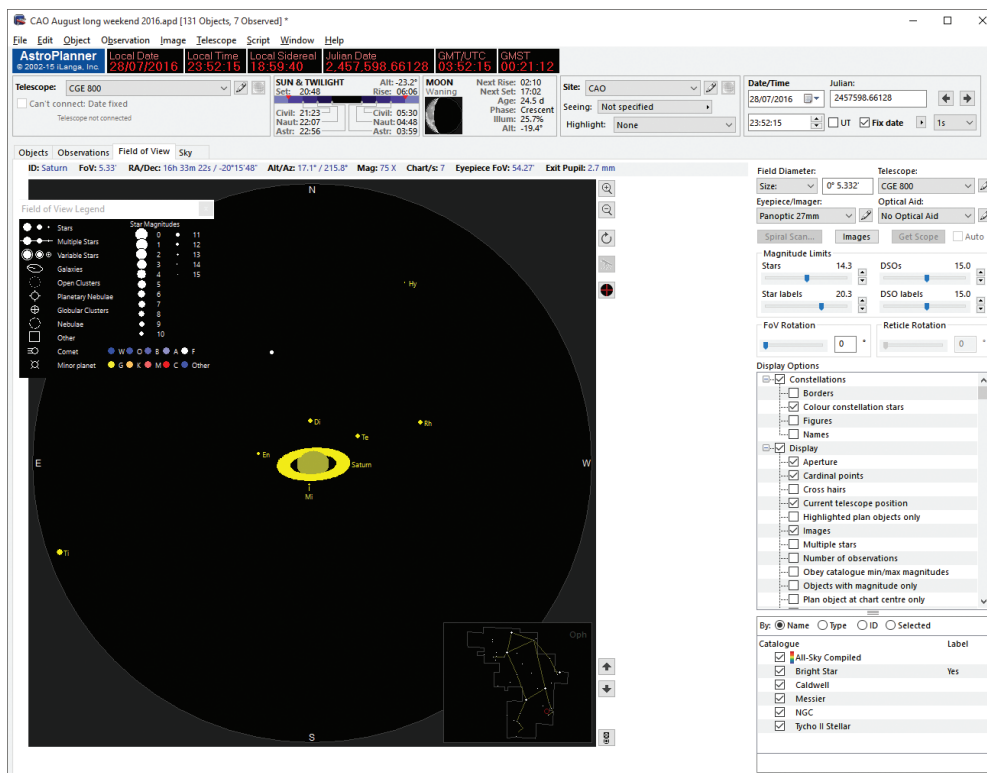 CAO August long weekend 2016.apd [131 Objects, 7 Observed] *
File Edit Object Observation Image Telescope Script Window Help
AstroPlanner
© 2002-15 iLanga, Inc.
Local Date
28/07/2016
Local Time
23:52:15
Local Sidereal
18:59:40
Julian Date
2,457,598.66128
GMT/UTC
03:52:15
GMST
00:21:12
Telescope: CGE 800
Can't connect: Date fixed
Telescope not connected
SUN & TWILIGHT Alt: -23.2°
Set: 20:48 Rise: 06:06
Civil: 21:23 Civil: 05:30
Naut: 22:07 Naut: 04:48
Astr: 22:56 Astr: 03:59
MOON Next Rise: 02:10
Waning Next Set: 17:02
Age: 24.5 d
Phase: Crescent
Illum: 25.7%
Alt: -19.4°
Site: CAO
Seeing: Not specified
Highlight: None
Date/Time Julian:
28/07/2016 2457598.66128
23:52:15 UT Fix date 1s
Objects Observations Field of View Sky
ID: Saturn FoV: 5.33' RA/Dec: 16h 33m 22s / -20°15'48" Alt/Az: 17.1° / 215.8° Mag: 75 X Chart/s: 7 Eyepiece FoV: 54.27' Exit Pupil: 2.7 mm
Field of View Legend
Stars
Multiple Stars
Variable Stars
Galaxies
Open Clusters
Planetary Nebulae
Globular Clusters
Nebulae
Other
Comet
Minor planet
Star Magnitudes
0 11
1 12
2 13
3 14
4 15
5
6
7
8
9
10
W O B A F
G K M C Other
N
Hy
Di
Te
Rh
En
Saturn
Mi
E
W
Ti
S
Oph
Field Diameter: Telescope:
Size: 0° 5.332' CGE 800
Eyepiece/Imager: Optical Aid:
Panoptic 27mm No Optical Aid
Spiral Scan... Images Get Scope Auto
Magnitude Limits
Stars 14.3 DSOs 15.0
Star labels 20.3 DSO labels 15.0
FoV Rotation Reticle Rotation
0 ° 0 °
Display Options
Constellations
Borders
Colour constellation stars
Figures
Names
Display
Aperture
Cardinal points
Cross hairs
Current telescope position
Highlighted plan objects only
Images
Multiple stars
Number of observations
Obey catalogue min/max magnitudes
Objects with magnitude only
Plan object at chart centre only
By: Name Type ID Selected
Catalogue Label
All-Sky Compiled
Bright Star Yes
Caldwell
Messier
NGC
Tycho II Stellar